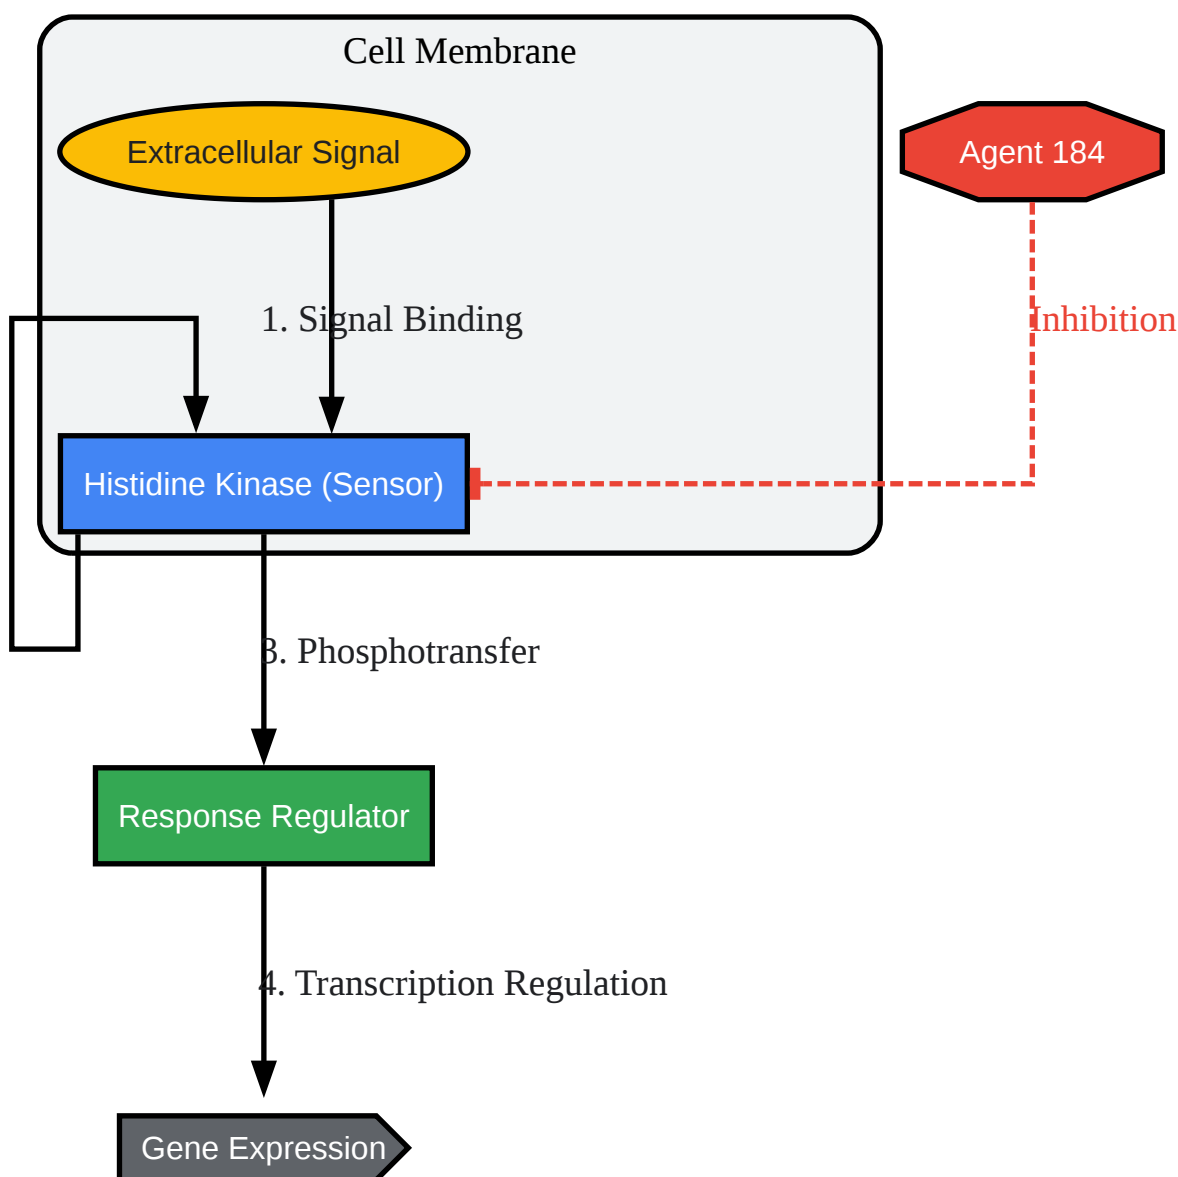 Cell Membrane
Extracellular Signal
Agent 184
1. Signal Binding
Inhibition
Histidine Kinase (Sensor)
3. Phosphotransfer
Response Regulator
4. Transcription Regulation
Gene Expression